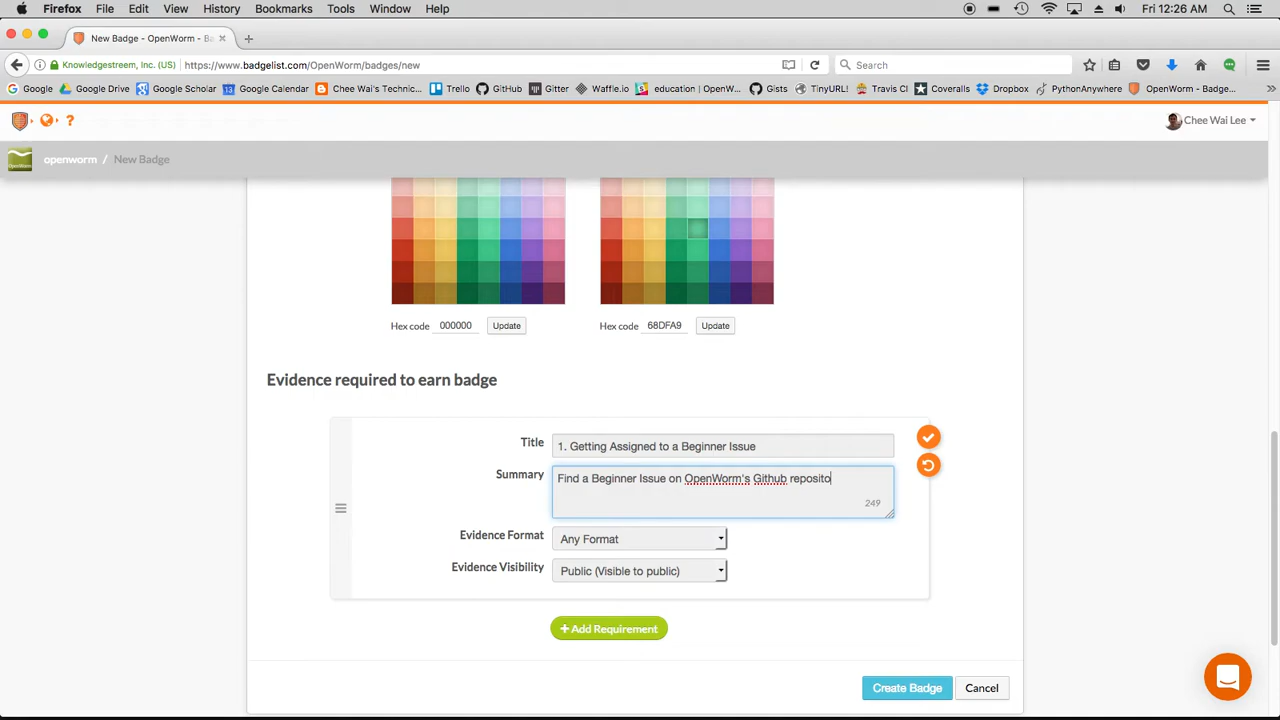 Firefox File Edit View History Bookmarks Tools Window Help Fri 12:26 AM
New Badge - OpenWorm - Ba
Knowledgestreem, Inc. (US) https://www.badgelist.com/OpenWorm/badges/new Search
Google Google Drive Google Scholar Google Calendar Chee Wai's Technic... Trello GitHub Gitter Waffle.io education | OpenW... Gists TinyURL! Travis CI Coveralls Dropbox PythonAnywhere OpenWorm - Badge...
? Chee Wai Lee
openworm / New Badge
Hex code 000000 Update Hex code 68DFA9 Update
Evidence required to earn badge
Title 1. Getting Assigned to a Beginner Issue
Summary Find a Beginner Issue on OpenWorm's Github reposito
249
Evidence Format Any Format
Evidence Visibility Public (Visible to public)
+ Add Requirement
Create Badge Cancel